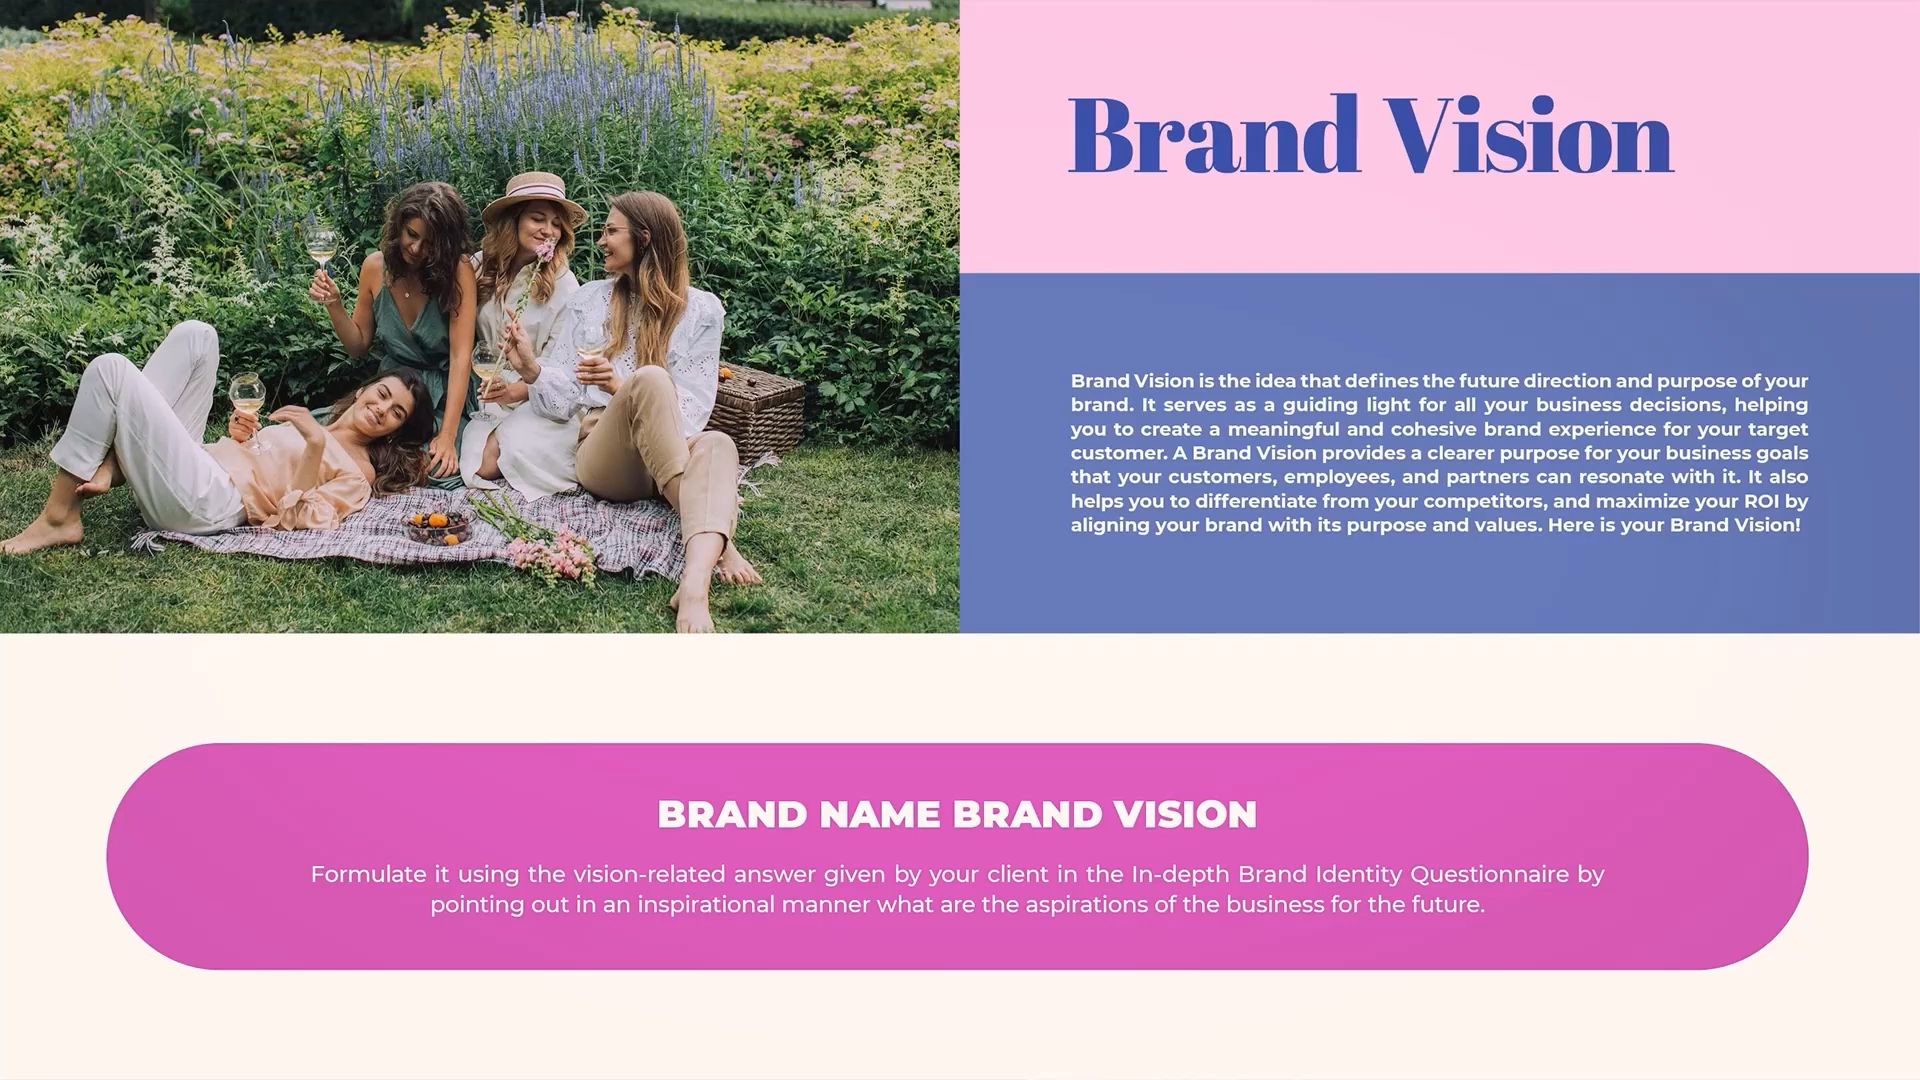 Brand Vision
Brand Vision is the idea that defines the future direction and purpose of your
brand. It serves as a guiding light for all your business decisions, helping
you to create a meaningful and cohesive brand experience for your target
customer. A Brand Vision provides a clearer purpose for your business goals
that your customers, employees, and partners can resonate with it. It also
helps you to differentiate from your competitors, and maximize your ROI by
aligning your brand with its purpose and values. Here is your Brand Vision!
BRAND NAME BRAND VISION
Formulate it using the vision-related answer given by your client in the In-depth Brand Identity Questionnaire by
pointing out in an inspirational manner what are the aspirations of the business for the future.